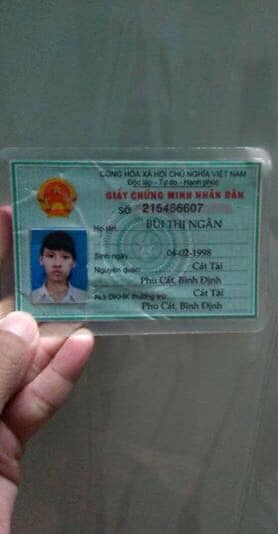 CỘNG HÒA XÃ HỘI CHỦ NGHĨA VIỆT NAM
Độc lập - Tự do - Hạnh phúc
GIẤY CHỨNG MINH NHÂN DÂN
SỐ 215466607
Họ tên: BÙI THỊ NGÂN
Sinh ngày 04-02-1998
Nguyên quán Cát Tài
Phù Cát, Bình Định
Nơi ĐKHK thường trú Cát Tài
Phù Cát, Bình Định